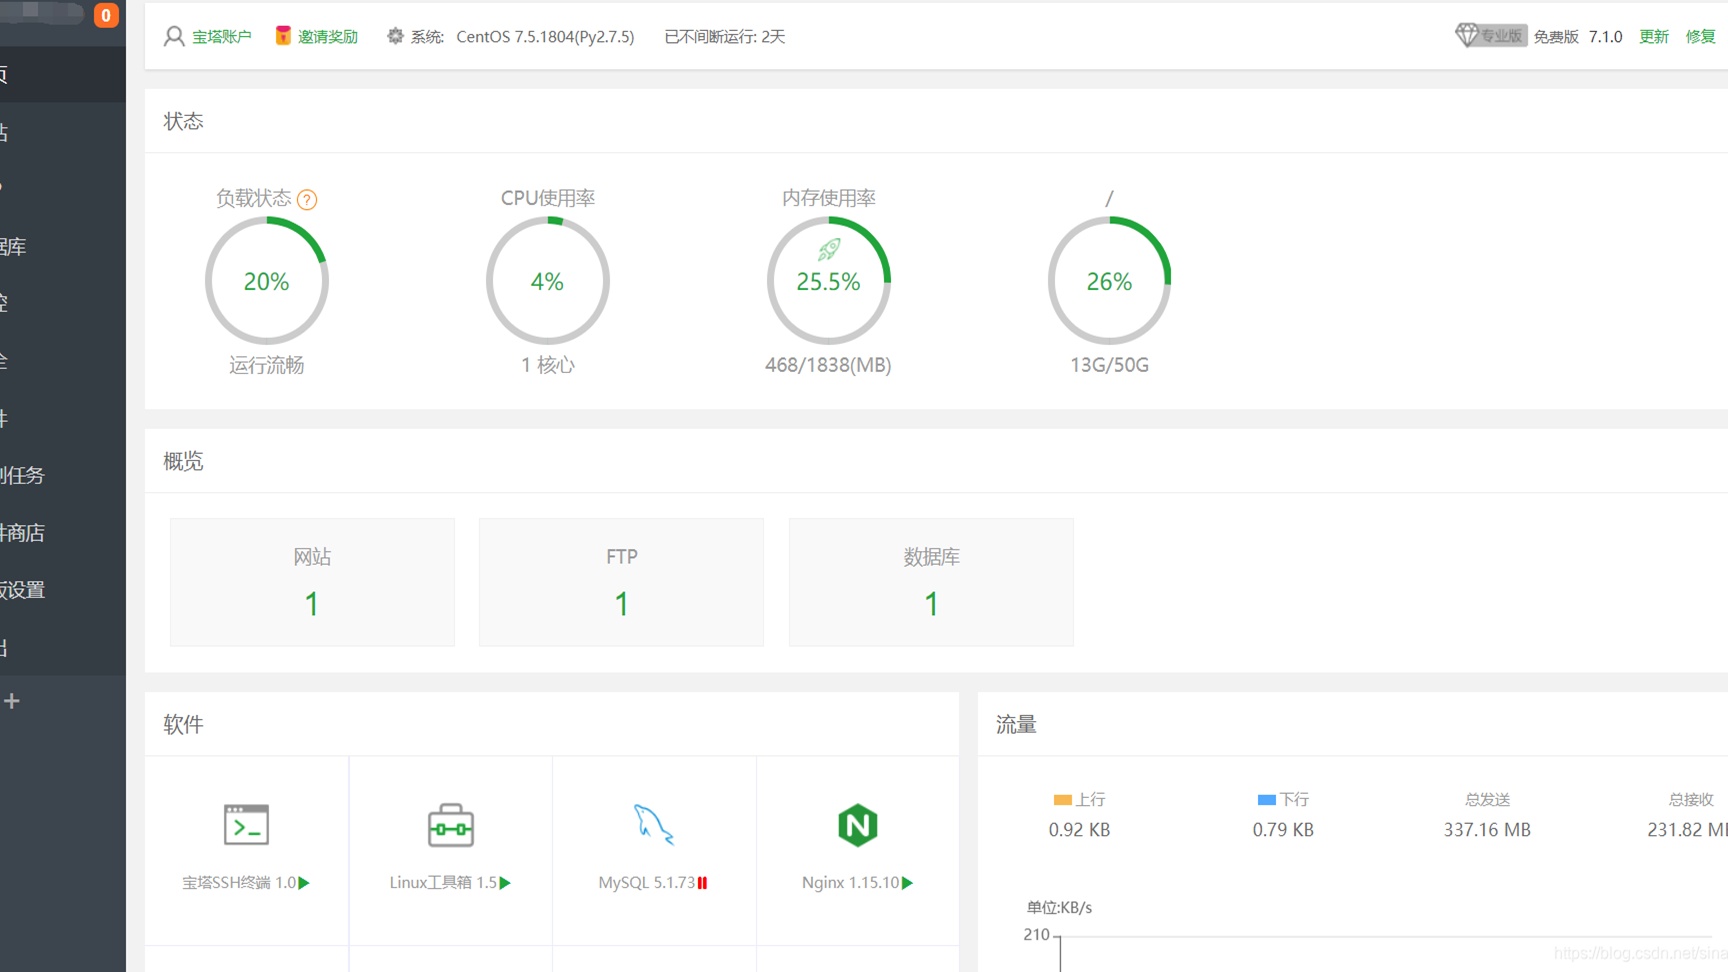 0
宝塔账户 邀请奖励 系统: CentOS 7.5.1804(Py2.7.5) 已不间断运行: 2天 专业版 免费版 7.1.0 更新 修复
页
站
状态
据库
控
全
件
划任务
件商店
板设置
出
+
负载状态 ? CPU使用率 内存使用率 /
20% 4% 25.5% 26%
运行流畅 1 核心 468/1838(MB) 13G/50G
概览
网站 FTP 数据库
1 1 1
软件
宝塔SSH终端 1.0 Linux工具箱 1.5 MySQL 5.1.73 Nginx 1.15.10
流量
上行 下行 总发送 总接收
0.92 KB 0.79 KB 337.16 MB 231.82 MB
单位:KB/s
210
https://blog.csdn.net/sina